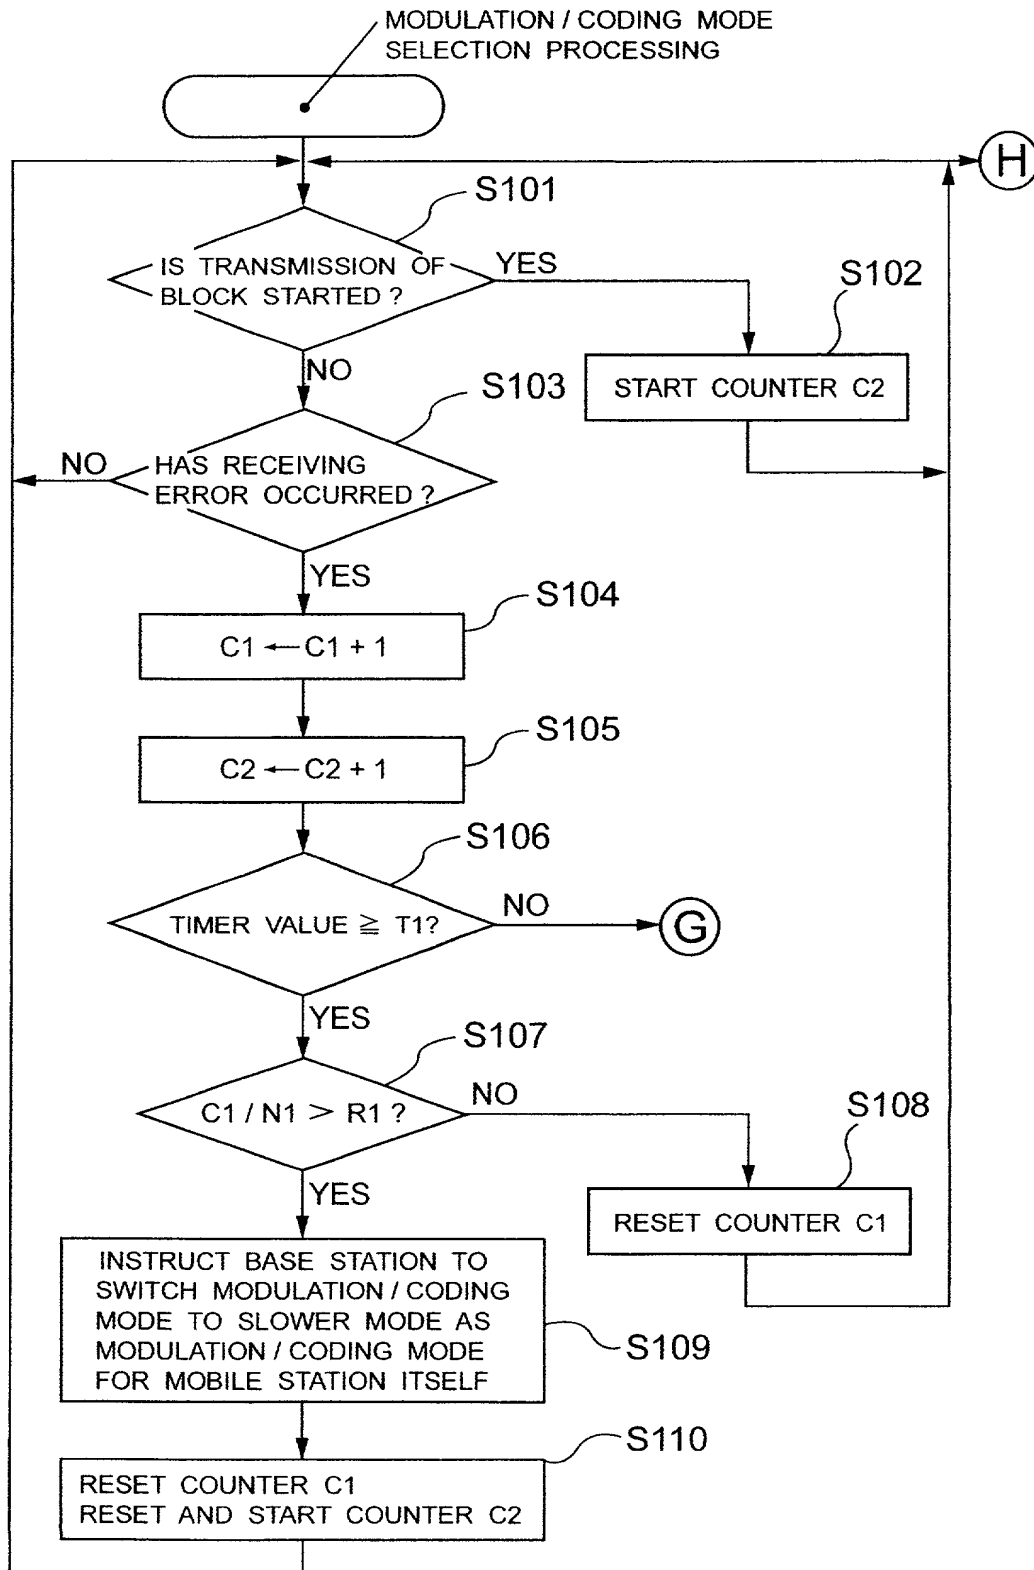 MODULATION / CODING MODE
SELECTION PROCESSING
H
S101
IS TRANSMISSION OF
BLOCK STARTED ?
YES
S102
START COUNTER C2
NO
S103
HAS RECEIVING
ERROR OCCURRED ?
NO
YES
S104
C1 ← C1 + 1
S105
C2 ← C2 + 1
S106
TIMER VALUE ≧ T1?
NO
G
YES
S107
C1 / N1 > R1 ?
NO
S108
RESET COUNTER C1
YES
INSTRUCT BASE STATION TO
SWITCH MODULATION / CODING
MODE TO SLOWER MODE AS
MODULATION / CODING MODE
FOR MOBILE STATION ITSELF
S109
S110
RESET COUNTER C1
RESET AND START COUNTER C2